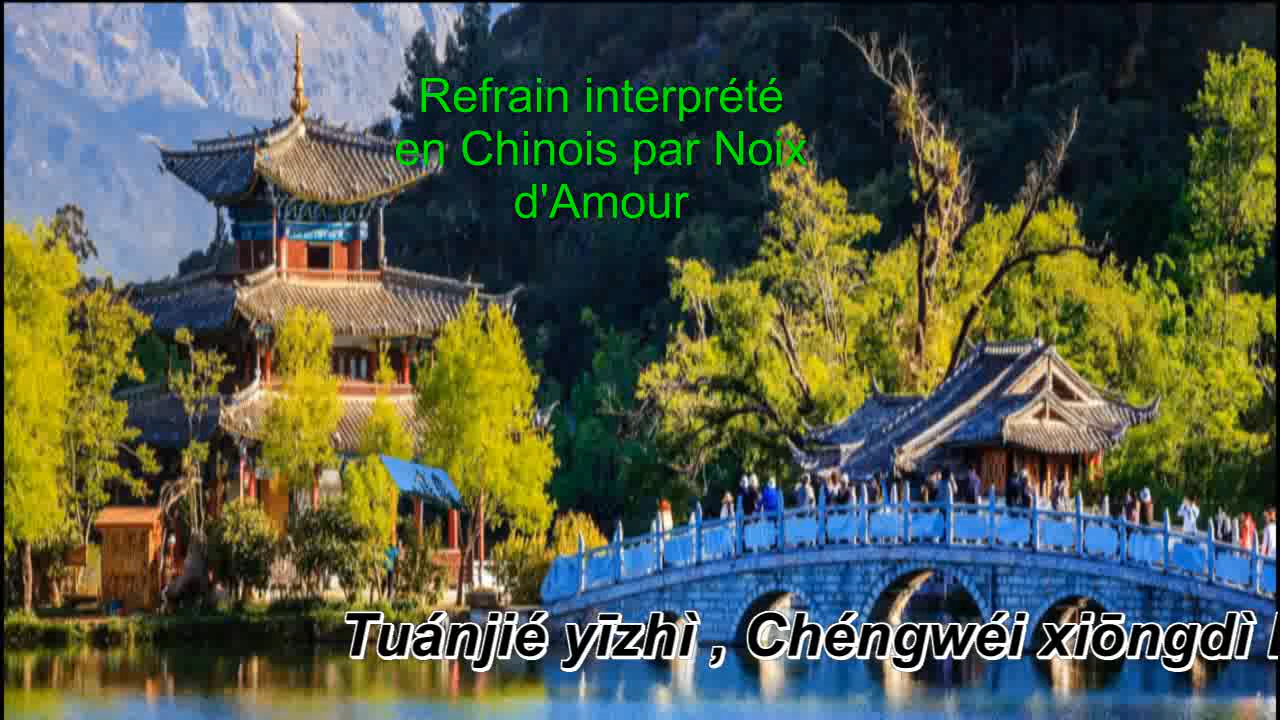 Refrain interprété
en Chinois par Noix
d'Amour
Tuánjié yīzhì , Chéngwéi xiōngdì